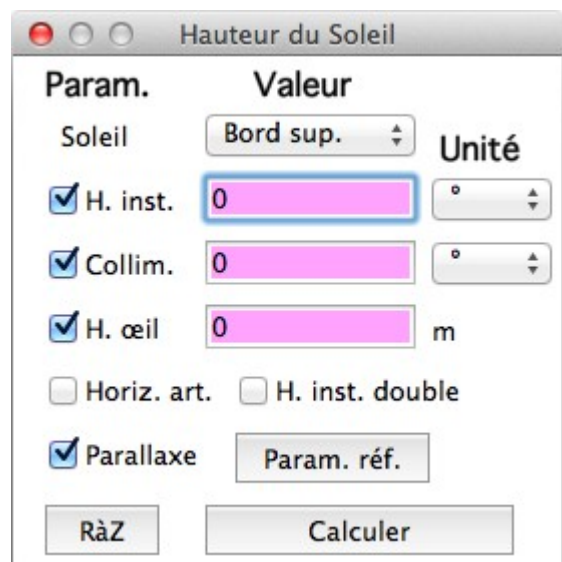 Hauteur du Soleil
Param. Valeur
Soleil Bord sup. Unité
H. inst. 0 °
Collim. 0 °
H. œil 0 m
Horiz. art. H. inst. double
Parallaxe Param. réf.
RàZ Calculer